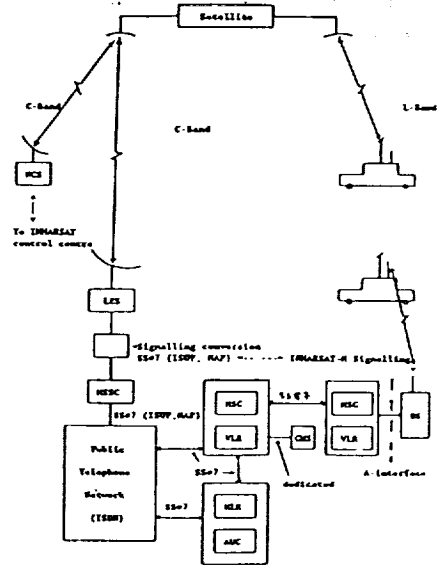 Satellite
C-Band
L-Band
C-Band
NCS
To INMARSAT
control centre
LES
Signalling conversion
SS#7 (ISUP, MAP)
INMARSAT-M Signalling
MSSC
SS#7 (ISUP,MAP)
MSC
SS#7
MSC
BS
Public
Telephone
Network
(ISDN)
VLR
CMS
VLR
SS#7
dedicated
A-interface
SS#7
HLR
AUC